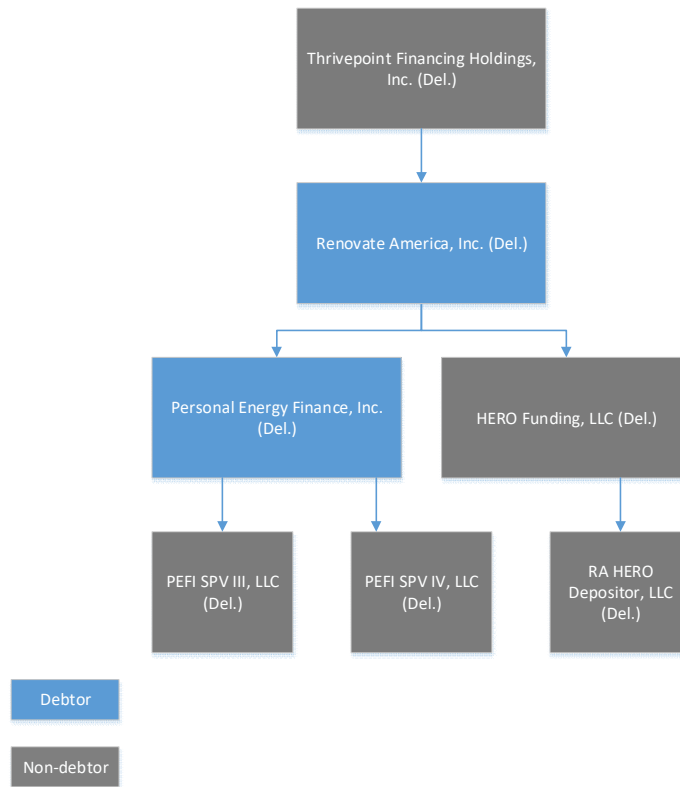 Thrivepoint Financing Holdings,
Inc. (Del.)
Renovate America, Inc. (Del.)
Personal Energy Finance, Inc.
(Del.)
HERO Funding, LLC (Del.)
PEFI SPV III, LLC
(Del.)
PEFI SPV IV, LLC
(Del.)
RA HERO
Depositor, LLC
(Del.)
Debtor
Non-debtor